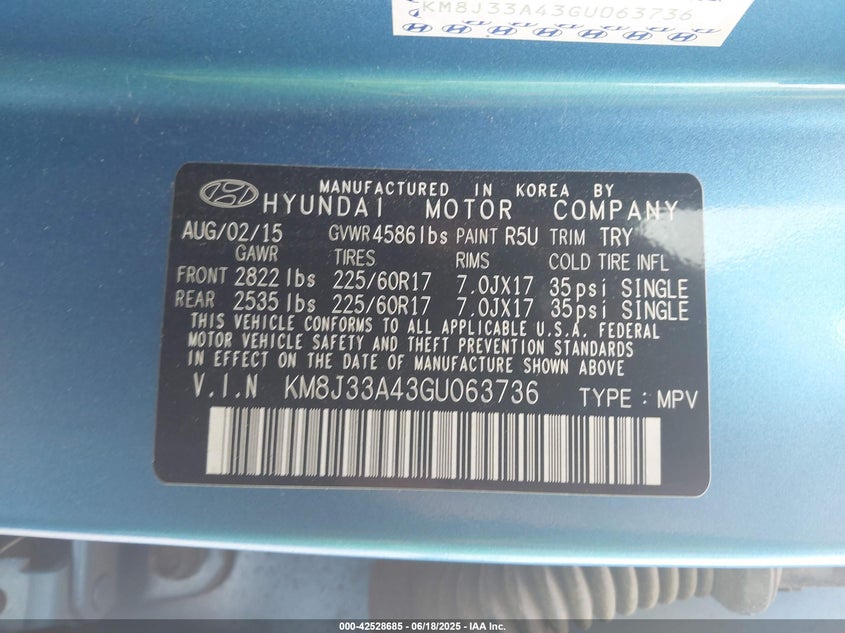 KM8J33A43GU063736
MANUFACTURED IN KOREA BY
HYUNDAI MOTOR COMPANY
AUG/02/15 GVWR 4586 lbs PAINT R5U TRIM TRY
GAWR TIRES RIMS COLD TIRE INFL
FRONT 2822 lbs 225/60R17 7.0JX17 35psi SINGLE
REAR 2535 lbs 225/60R17 7.0JX17 35psi SINGLE
THIS VEHICLE CONFORMS TO ALL APPLICABLE U.S.A. FEDERAL
MOTOR VEHICLE SAFETY AND THEFT PREVENTION STANDARDS
IN EFFECT ON THE DATE OF MANUFACTURE SHOWN ABOVE
V.I.N KM8J33A43GU063736 TYPE : MPV
000-42528685 - 06/18/2025 - IAA Inc.